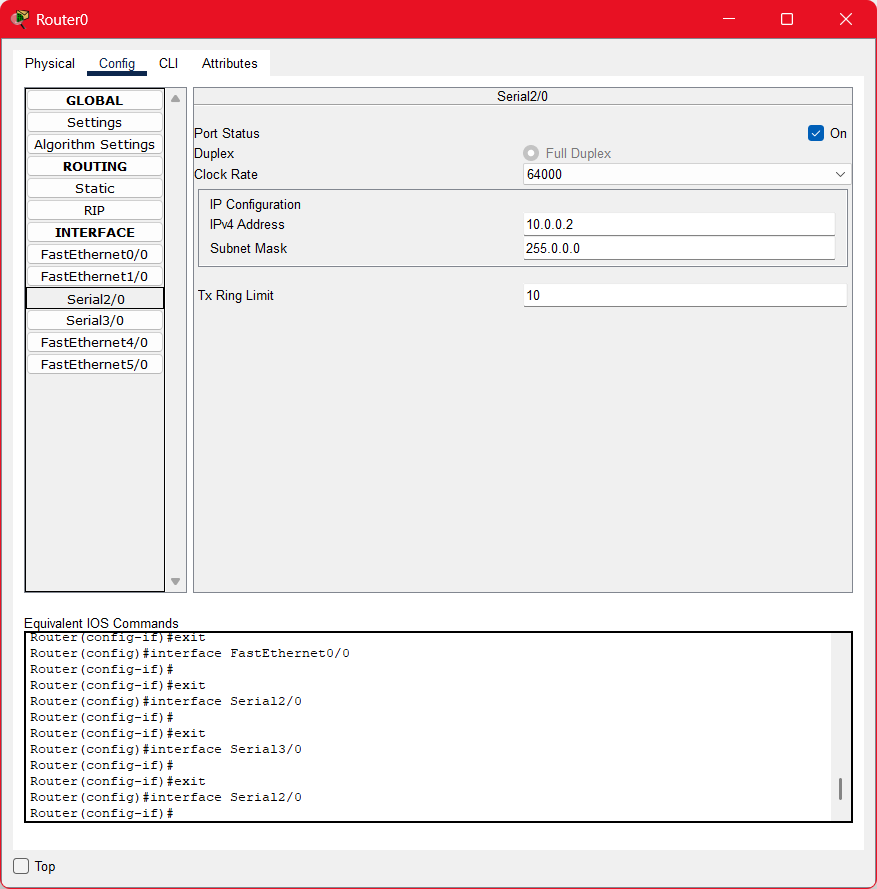 Router0
Physical Config CLI Attributes
GLOBAL
Settings
Algorithm Settings
ROUTING
Static
RIP
INTERFACE
FastEthernet0/0
FastEthernet1/0
Serial2/0
Serial3/0
FastEthernet4/0
FastEthernet5/0
Serial2/0
Port Status On
Duplex Full Duplex
Clock Rate 64000
IP Configuration
IPv4 Address 10.0.0.2
Subnet Mask 255.0.0.0
Tx Ring Limit 10
Equivalent IOS Commands
Router(config-if)#exit
Router(config)#interface FastEthernet0/0
Router(config-if)#
Router(config-if)#exit
Router(config)#interface Serial2/0
Router(config-if)#
Router(config-if)#exit
Router(config)#interface Serial3/0
Router(config-if)#
Router(config-if)#exit
Router(config)#interface Serial2/0
Router(config-if)#
Top